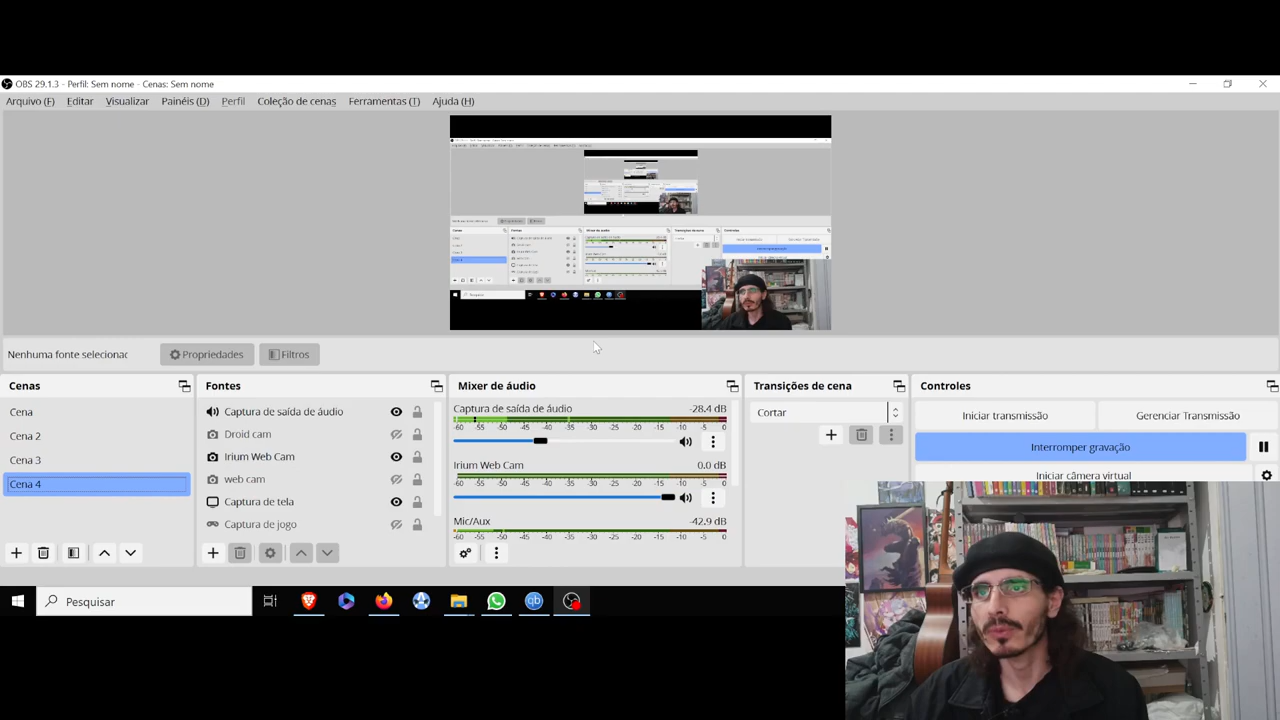 OBS 29.1.3 - Perfil: Sem nome - Cenas: Sem nome
Arquivo (F) Editar Visualizar Painéis (D) Perfil Coleção de cenas Ferramentas (T) Ajuda (H)
Nenhuma fonte selecionac Propriedades Filtros
Cenas
Cena
Cena 2
Cena 3
Cena 4
Fontes
Captura de saída de áudio
Droid cam
Irium Web Cam
web cam
Captura de tela
Captura de jogo
Mixer de áudio
Captura de saída de áudio -28.4 dB
-60 -55 -50 -45 -40 -35 -30 -25 -20 -15 -10 -5 0
Irium Web Cam 0.0 dB
-60 -55 -50 -45 -40 -35 -30 -25 -20 -15 -10 -5 0
Mic/Aux -42.9 dB
-60 -55 -50 -45 -40 -35 -30 -25 -20 -15 -10 -5 0
Transições de cena
Cortar
Controles
Iniciar transmissão Gerenciar Transmissão
Interromper gravação
Iniciar câmera virtual
Pesquisar